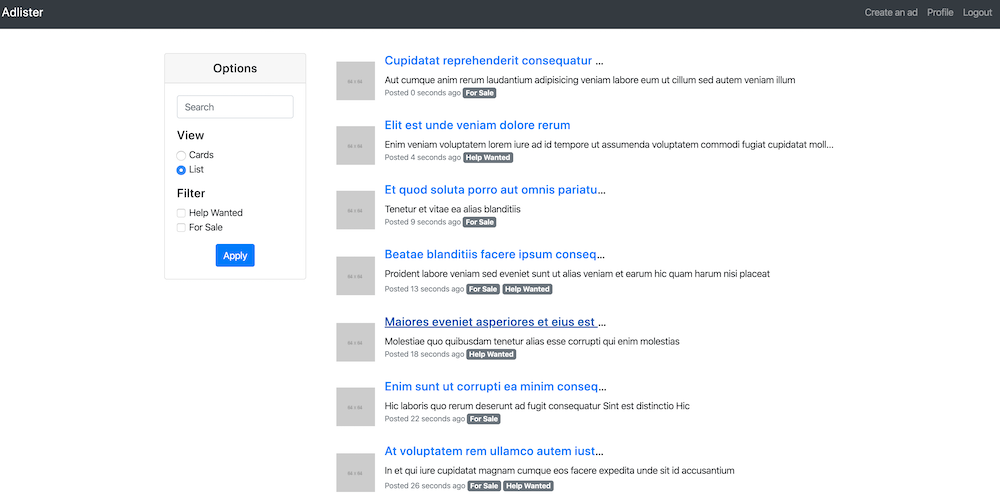 Adlister
Create an ad Profile Logout
Options
Search
View
Cards
List
Filter
Help Wanted
For Sale
Apply
Cupidatat reprehenderit consequatur ...
Aut cumque anim rerum laudantium adipisicing veniam labore eum ut cillum sed autem veniam illum
Posted 0 seconds ago For Sale
Elit est unde veniam dolore rerum
Enim veniam voluptatem lorem iure ad id tempore ut assumenda voluptatem commodi fugiat cupidatat moll...
Posted 4 seconds ago Help Wanted
Et quod soluta porro aut omnis pariatu...
Tenetur et vitae ea alias blanditiis
Posted 9 seconds ago For Sale
Beatae blanditiis facere ipsum conseq...
Proident labore veniam sed eveniet sunt ut alias veniam et earum hic quam harum nisi placeat
Posted 13 seconds ago For Sale Help Wanted
Maiores eveniet asperiores et eius est ...
Molestiae quo quibusdam tenetur alias esse corrupti qui enim molestias
Posted 18 seconds ago Help Wanted
Enim sunt ut corrupti ea minim conseq...
Hic laboris quo rerum deserunt ad fugit consequatur Sint est distinctio Hic
Posted 22 seconds ago For Sale
At voluptatem rem ullamco autem iust...
In et qui iure cupidatat magnam cumque eos facere expedita unde sit id accusantium
Posted 26 seconds ago For Sale Help Wanted